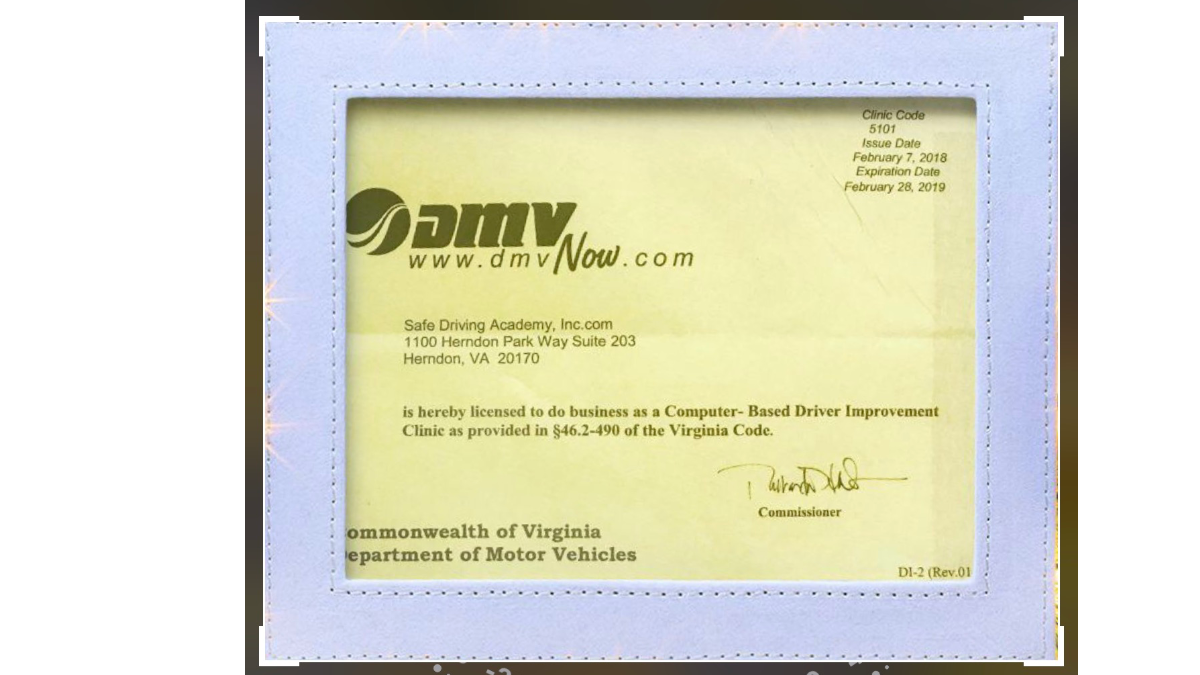 Clinic Code
5101
Issue Date
February 7, 2018
Expiration Date
February 28, 2019
DMV
www.dmvNow.com
Safe Driving Academy, Inc.com
1100 Herndon Park Way Suite 203
Herndon, VA 20170
is hereby licensed to do business as a Computer- Based Driver Improvement
Clinic as provided in §46.2-490 of the Virginia Code.
Commissioner
ommonwealth of Virginia
epartment of Motor Vehicles
DI-2 (Rev.01